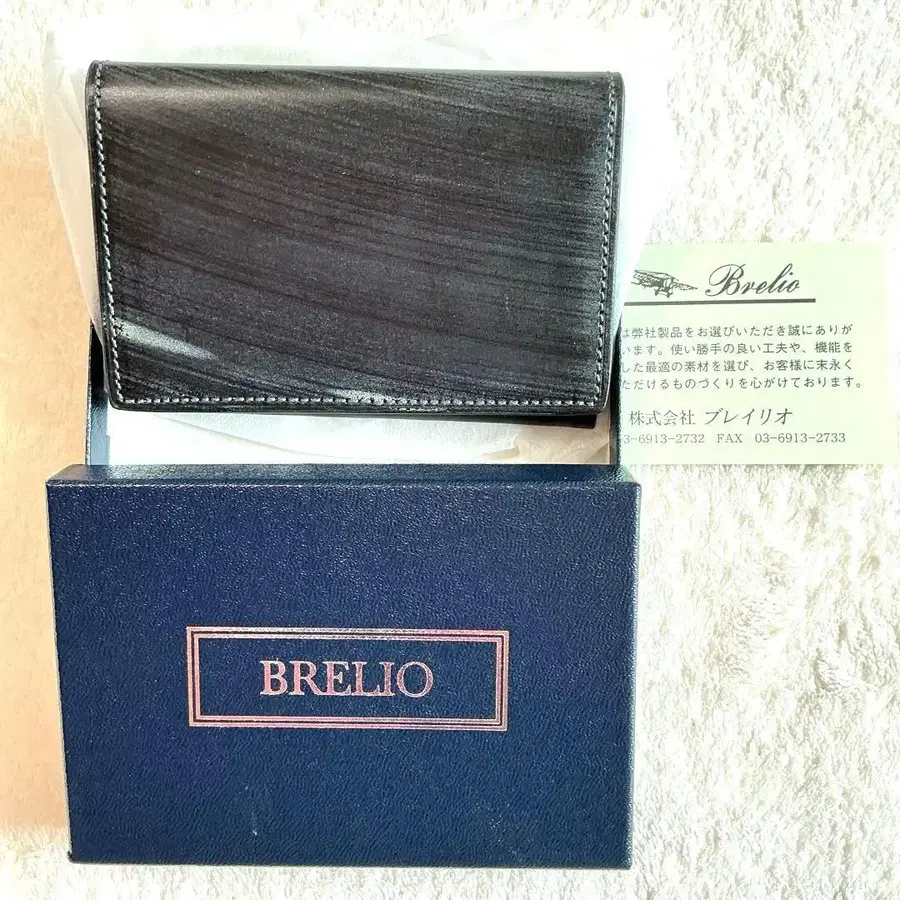 Brelio
は弊社製品をお選びいただき誠にありが
います。使い勝手の良い工夫や、機能を
した最適の素材を選び、お客様に末永く
ただけるものづくりを心がけております。
株式会社 ブレイリオ
3-6913-2732 FAX 03-6913-2733
BRELIO